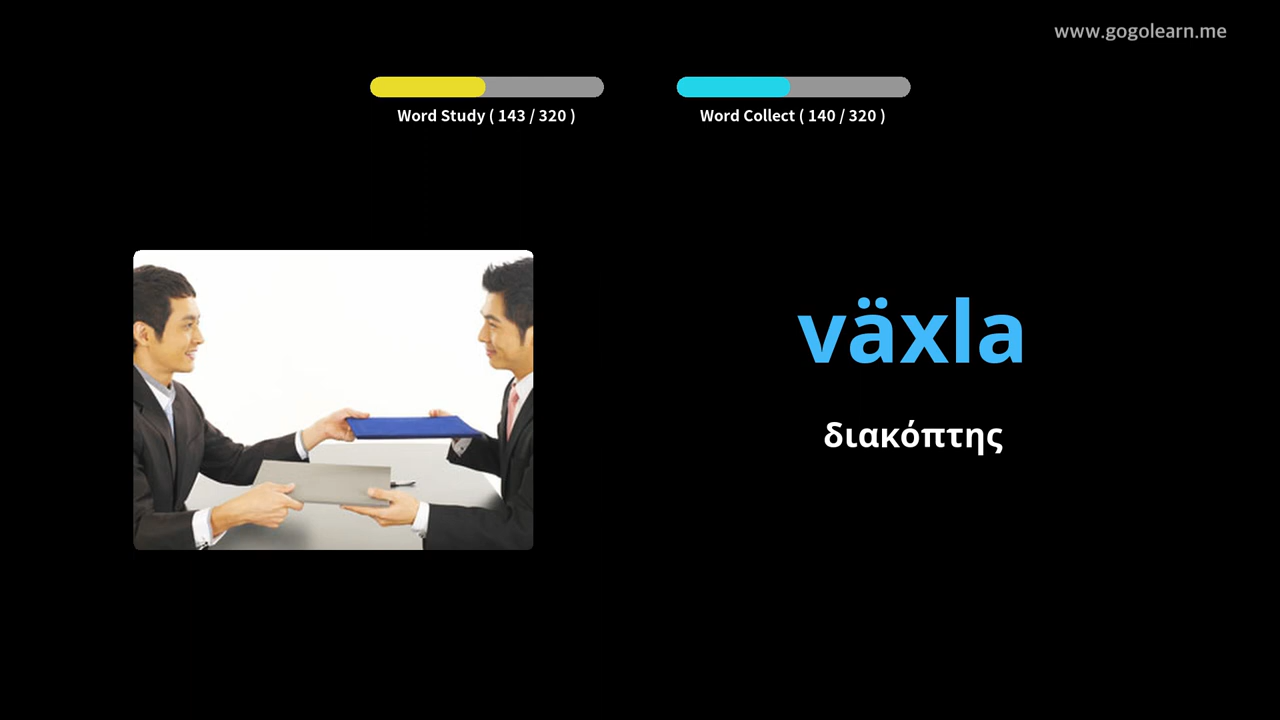 www.gogolearn.me
Word Study ( 143 / 320 )
Word Collect ( 140 / 320 )
växla
διακόπτης